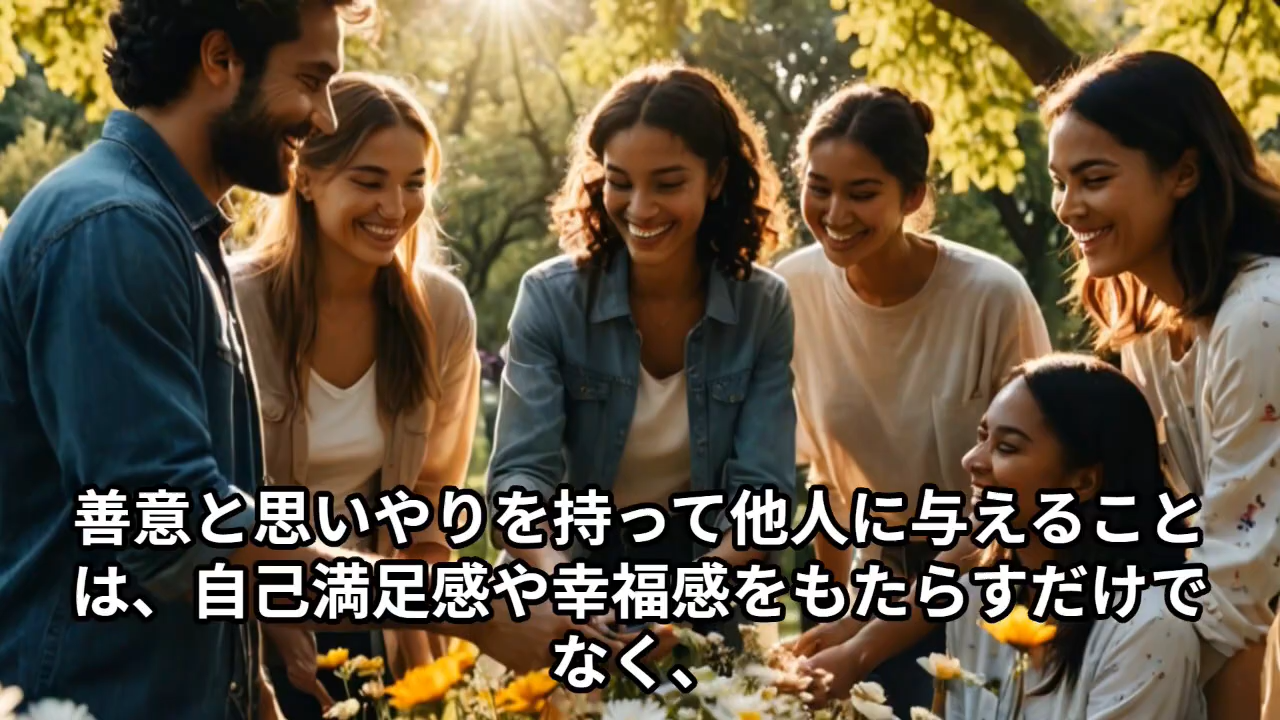 善意と思いやりを持って他人に与えること
は、自己満足感や幸福感をもたらすだけで
なく、